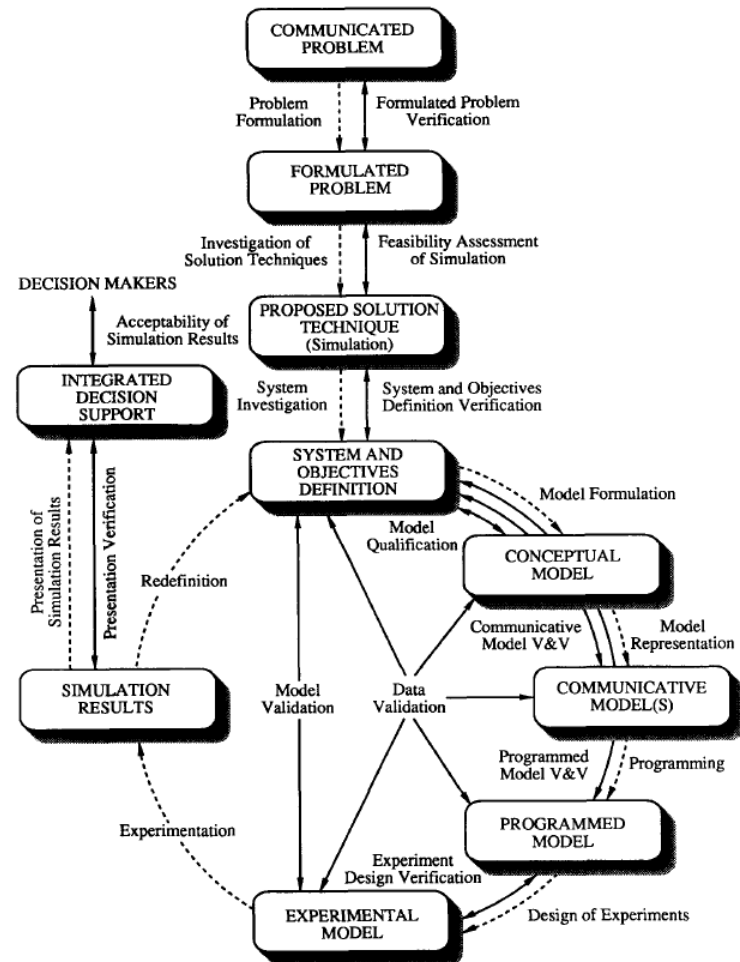 COMMUNICATED
PROBLEM
Problem
Formulation
Formulated Problem
Verification
FORMULATED
PROBLEM
Investigation of
Solution Techniques
Feasibility Assessment
of Simulation
DECISION MAKERS
Acceptability of
Simulation Results
PROPOSED SOLUTION
TECHNIQUE
(Simulation)
INTEGRATED
DECISION
SUPPORT
System
Investigation
System and Objectives
Definition Verification
SYSTEM AND
OBJECTIVES
DEFINITION
Presentation of
Simulation Results
Presentation Verification
Redefinition
Model
Qualification
Model Formulation
CONCEPTUAL
MODEL
Communicative
Model V&V
Model
Representation
SIMULATION
RESULTS
Model
Validation
Data
Validation
COMMUNICATIVE
MODEL(S)
Programmed
Model V&V
Programming
Experimentation
PROGRAMMED
MODEL
Experiment
Design Verification
EXPERIMENTAL
MODEL
Design of Experiments